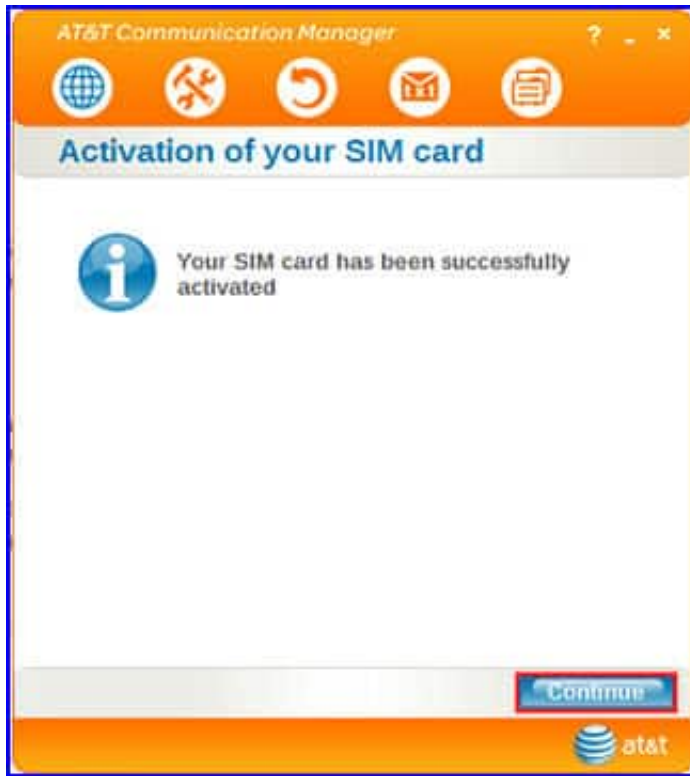 AT&T Communication Manager ? _ ×
Activation of your SIM card
Your SIM card has been successfully
activated
Continue
at&t